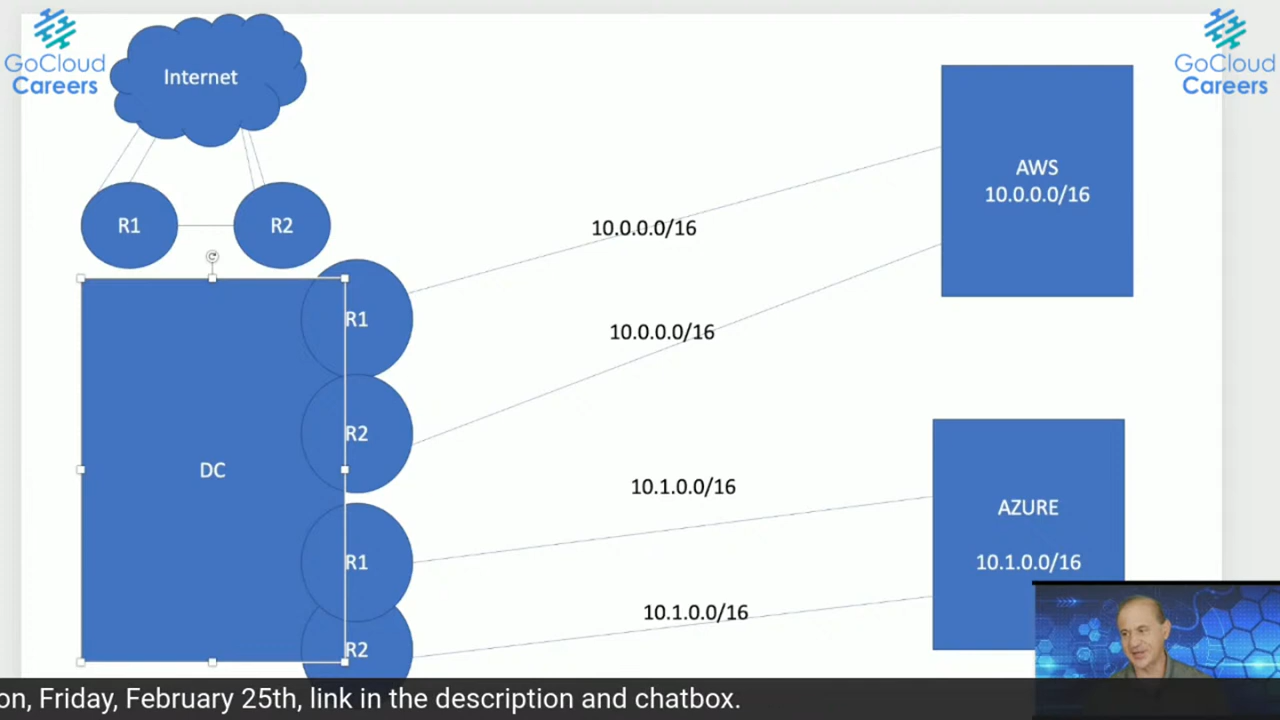 GoCloud
Careers
GoCloud
Careers
Internet
R1
R2
AWS
10.0.0.0/16
10.0.0.0/16
R1
10.0.0.0/16
R2
DC
10.1.0.0/16
AZURE
10.1.0.0/16
R1
10.1.0.0/16
R2
on, Friday, February 25th, link in the description and chatbox.